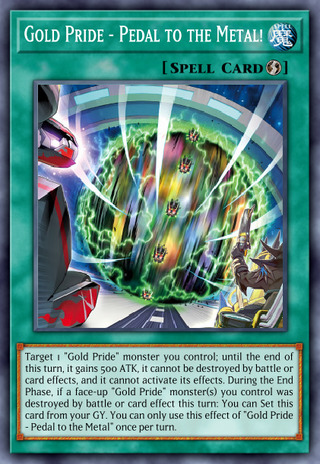 Gold Pride - Pedal to the Metal!
魔
[Spell Card]
Target 1 "Gold Pride" monster you control; until the end of
this turn, it gains 500 ATK, it cannot be destroyed by battle or
card effects, and it cannot activate its effects. During the End
Phase, if a face-up "Gold Pride" monster(s) you control was
destroyed by battle or card effect this turn: You can Set this
card from your GY. You can only use this effect of "Gold Pride
- Pedal to the Metal" once per turn.